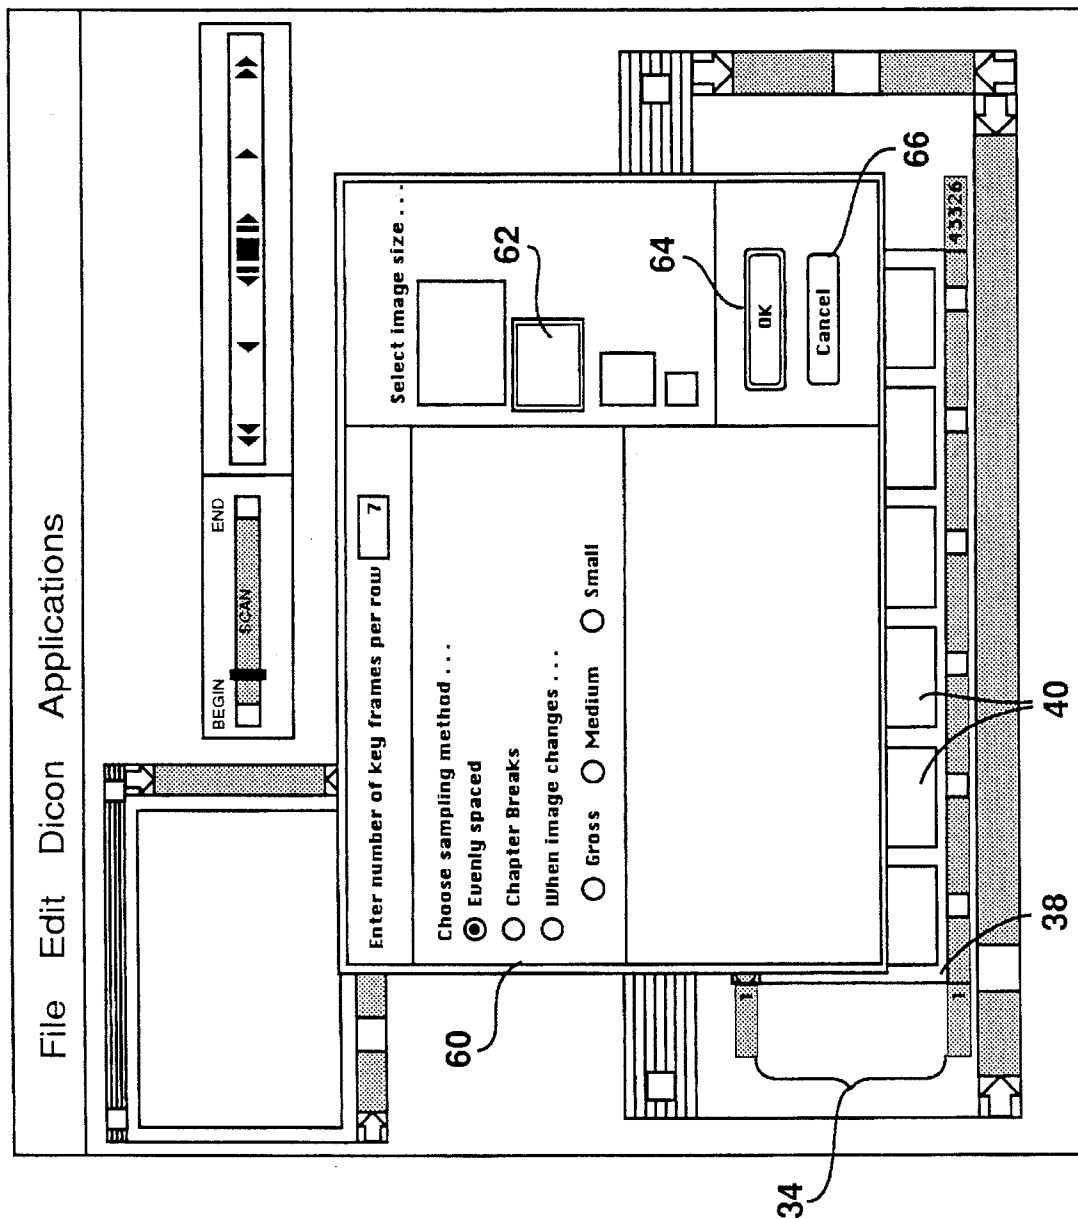 File Edit Dicon Applications
BEGIN END
SCAN
Enter number of key frames per row 7
Select image size ...
Choose sampling method ...
Evenly spaced
Chapter Breaks
When image changes ...
Gross Medium Small
62
64
OK
Cancel
66
60
1
1
43326
34
38
40